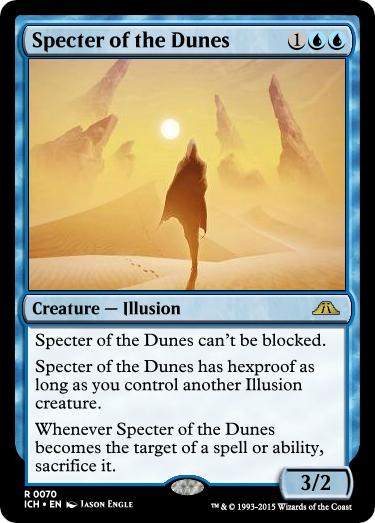 Specter of the Dunes 1
Creature — Illusion
Specter of the Dunes can't be blocked.
Specter of the Dunes has hexproof as
long as you control another Illusion
creature.
Whenever Specter of the Dunes
becomes the target of a spell or ability,
sacrifice it.
3/2
R 0070
ICH • EN Jason Engle
™ & © 1993-2015 Wizards of the Coast